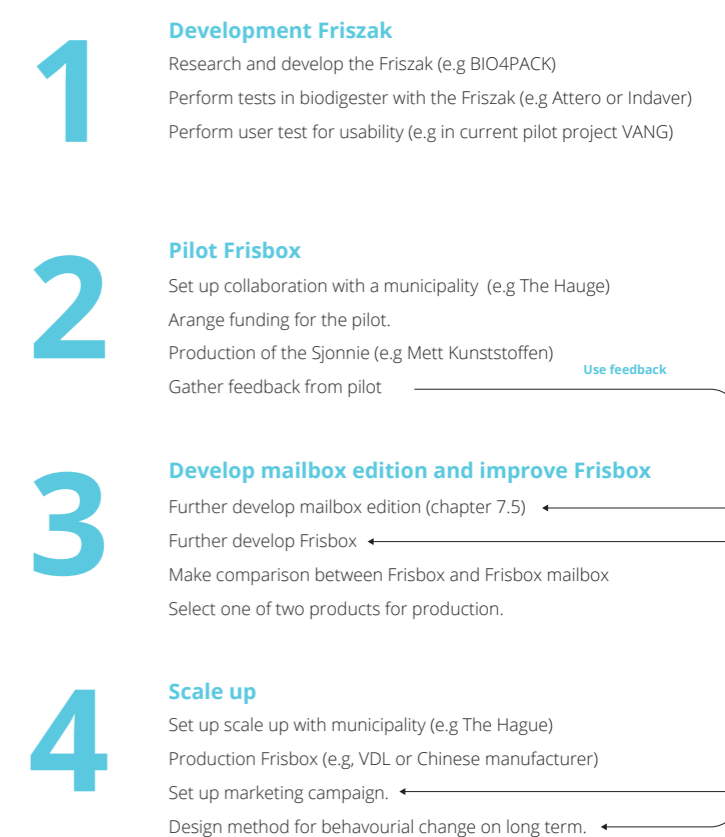 1
Development Friszak
Research and develop the Friszak (e.g BIO4PACK)
Perform tests in biodigester with the Friszak (e.g Attero or Indaver)
Perform user test for usability (e.g in current pilot project VANG)
2
Pilot Frisbox
Set up collaboration with a municipality  (e.g The Hauge)
Arange funding for the pilot.
Production of the Sjonnie (e.g Mett Kunststoffen)
Use feedback
Gather feedback from pilot
3
Develop mailbox edition and improve Frisbox
Further develop mailbox edition (chapter 7.5)
Further develop Frisbox
Make comparison between Frisbox and Frisbox mailbox
Select one of two products for production.
4
Scale up
Set up scale up with municipality (e.g The Hague)
Production Frisbox (e.g, VDL or Chinese manufacturer)
Set up marketing campaign.
Design method for behavourial change on long term.